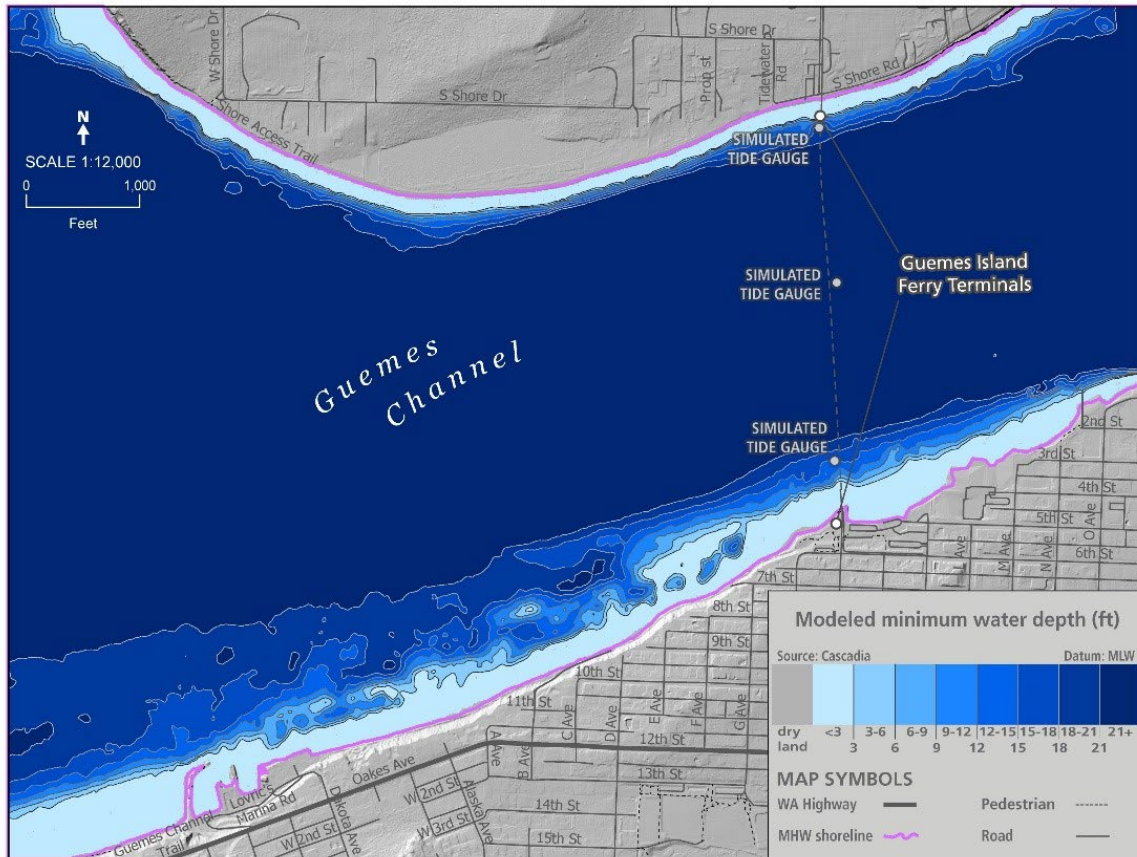 S Shore Dr
W Shore Dr
S Shore Dr
Prop st
Tidewater
Rd
S Shore Rd
Shore Access Trail
N
SCALE 1:12,000
0 1,000
Feet
SIMULATED
TIDE GAUGE
SIMULATED
TIDE GAUGE
Guemes Island
Ferry Terminals
Guemes
Channel
SIMULATED
TIDE GAUGE
2nd St
3rd St
4th St
5th St
6th St
L Ave
M Ave
N Ave
O Ave
7th St
8th St
9th St
10th St
11th St
12th St
13th St
14th St
15th St
A Ave
B Ave
C Ave
D Ave
E Ave
F Ave
G Ave
Oakes Ave
W 2nd St
W 3rd St
Alaska Ave
Dakota Ave
W 2nd St
Lovric's
Marina Rd
Guemes Channel
Trail
Modeled minimum water depth (ft)
Source: Cascadia Datum: MLW
dry
land
<3 3-6 6-9 9-12 12-15 15-18 18-21 21+
3 6 9 12 15 18 21
MAP SYMBOLS
WA Highway
Pedestrian
MHW shoreline
Road